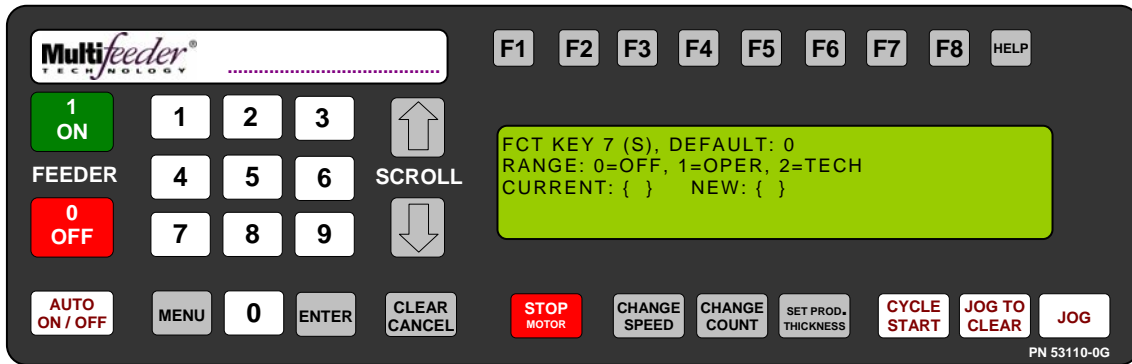 Multifeeder®
TECHNOLOGY
F1 F2 F3 F4 F5 F6 F7 F8 HELP
1
ON
FEEDER
0
OFF
1 2 3
4 5 6
7 8 9
SCROLL
FCT KEY 7 (S), DEFAULT: 0
RANGE: 0=OFF, 1=OPER, 2=TECH
CURRENT: { } NEW: { }
AUTO
ON / OFF
MENU
0
ENTER
CLEAR
CANCEL
STOP
MOTOR
CHANGE
SPEED
CHANGE
COUNT
SET PROD.
THICKNESS
CYCLE
START
JOG TO
CLEAR
JOG
PN 53110-0G